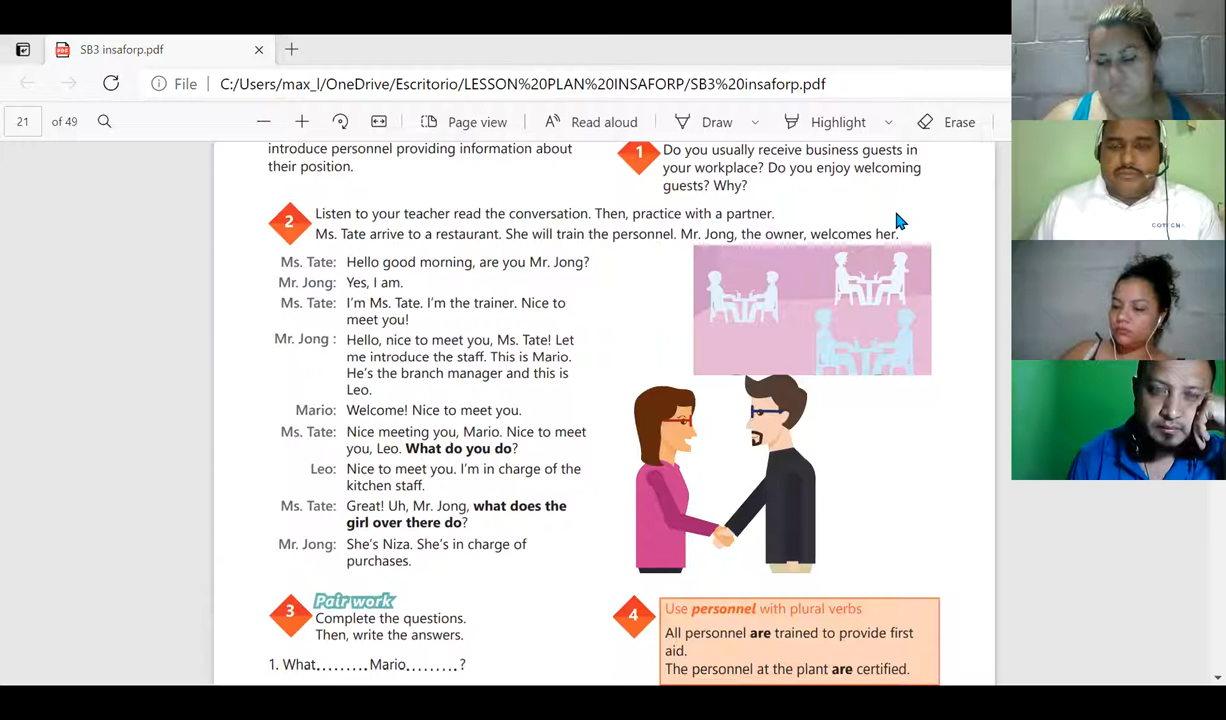 SB3 insaforp.pdf
File
C:/Users/max_l/OneDrive/Escritorio/LESSON%20PLAN%20INSAFORP/SB3%20insaforp.pdf
21
of 49
Page view
Read aloud
Draw
Highlight
Erase
introduce personnel providing information about
their position.
1
Do you usually receive business guests in
your workplace? Do you enjoy welcoming
guests? Why?
2
Listen to your teacher read the conversation. Then, practice with a partner.
Ms. Tate arrive to a restaurant. She will train the personnel. Mr. Jong, the owner, welcomes her.
Ms. Tate: Hello good morning, are you Mr. Jong?
Mr. Jong: Yes, I am.
Ms. Tate: I'm Ms. Tate. I'm the trainer. Nice to
meet you!
Mr. Jong : Hello, nice to meet you, Ms. Tate! Let
me introduce the staff. This is Mario.
He's the branch manager and this is
Leo.
Mario: Welcome! Nice to meet you.
Ms. Tate: Nice meeting you, Mario. Nice to meet
you, Leo. What do you do?
Leo: Nice to meet you. I'm in charge of the
kitchen staff.
Ms. Tate: Great! Uh, Mr. Jong, what does the
girl over there do?
Mr. Jong: She's Niza. She's in charge of
purchases.
3
Pair work
Complete the questions.
Then, write the answers.
1. What.........Mario.........?
4
Use personnel with plural verbs
All personnel are trained to provide first
aid.
The personnel at the plant are certified.